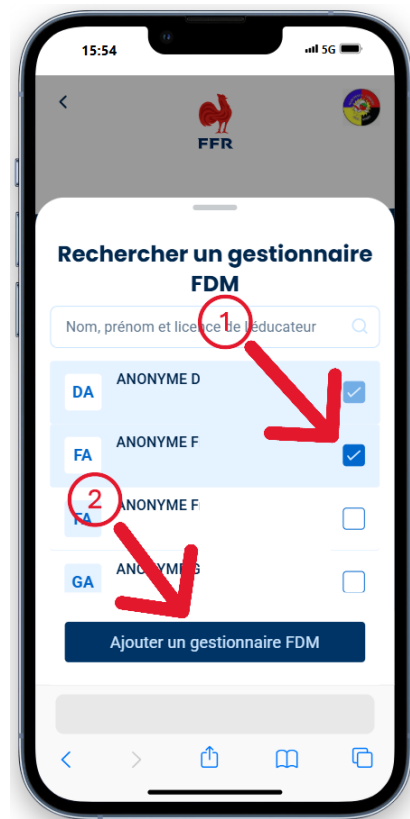 15:54
5G
FFR
Rechercher un gestionnaire
FDM
1
Nom, prénom et licence de l'éducateur
DA
ANONYME D
FA
ANONYME F
2
FA
ANONYME F
GA
ANONYME G
Ajouter un gestionnaire FDM